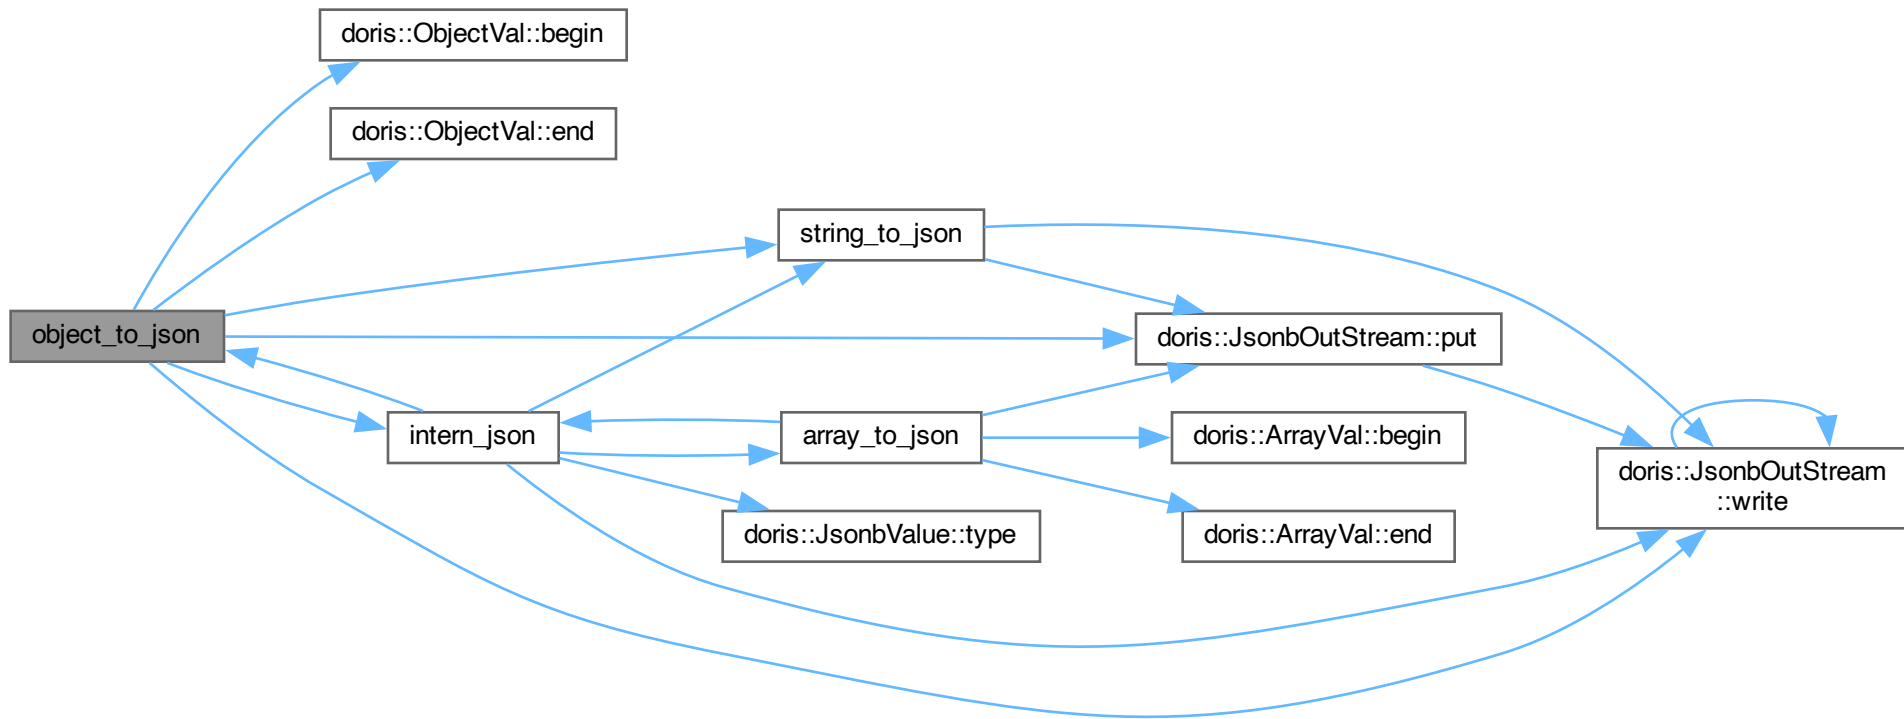 doris::ObjectVal::begin
doris::ObjectVal::end
string_to_json
object_to_json
doris::JsonbOutStream::put
intern_json
array_to_json
doris::ArrayVal::begin
doris::JsonbOutStream
::write
doris::JsonbValue::type
doris::ArrayVal::end